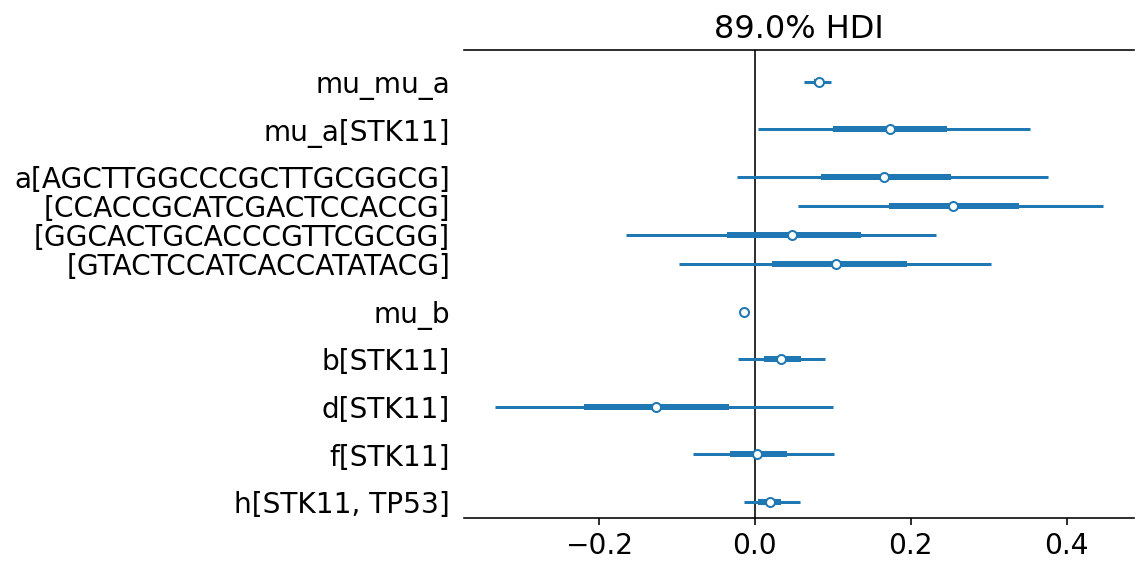 89.0% HDI
mu_mu_a
mu_a[STK11]
a[AGCTTGGCCCGCTTGCGGCG]
[CCACCGCATCGACTCCACCG]
[GGCACTGCACCCGTTCGCGG]
[GTACTCCATCACCATATACG]
mu_b
b[STK11]
d[STK11]
f[STK11]
h[STK11, TP53]
−0.2 0.0 0.2 0.4